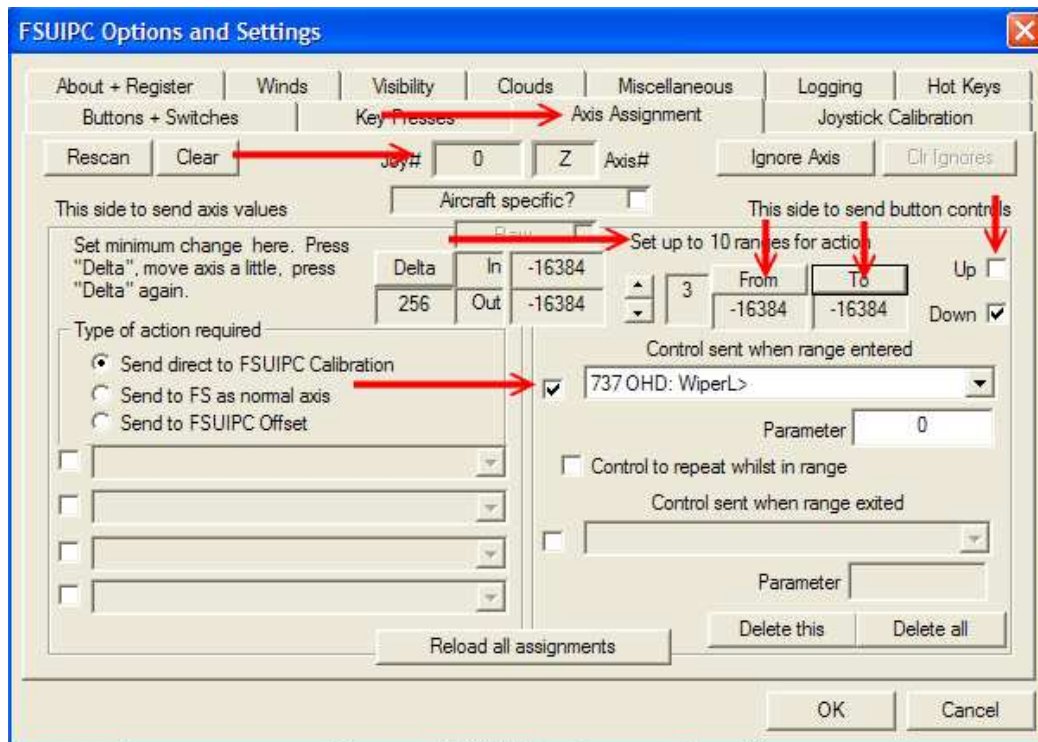 FSUIPC Options and Settings
About + Register
Winds
Visibility
Clouds
Miscellaneous
Logging
Hot Keys
Buttons + Switches
Key Presses
Axis Assignment
Joystick Calibration
Rescan
Clear
Joy#
0
Z
Axis#
Ignore Axis
Clr Ignores
Aircraft specific?
This side to send axis values
This side to send button controls
Set minimum change here. Press
"Delta", move axis a little, press
"Delta" again.
Raw
Delta
In
-16384
256
Out
-16384
Set up to 10 ranges for action
3
From
To
Up
-16384
-16384
Down
Type of action required
Send direct to FSUIPC Calibration
Send to FS as normal axis
Send to FSUIPC Offset
Control sent when range entered
737 OHD: WiperL>
Parameter
0
Control to repeat whilst in range
Control sent when range exited
Parameter
Delete this
Delete all
Reload all assignments
OK
Cancel